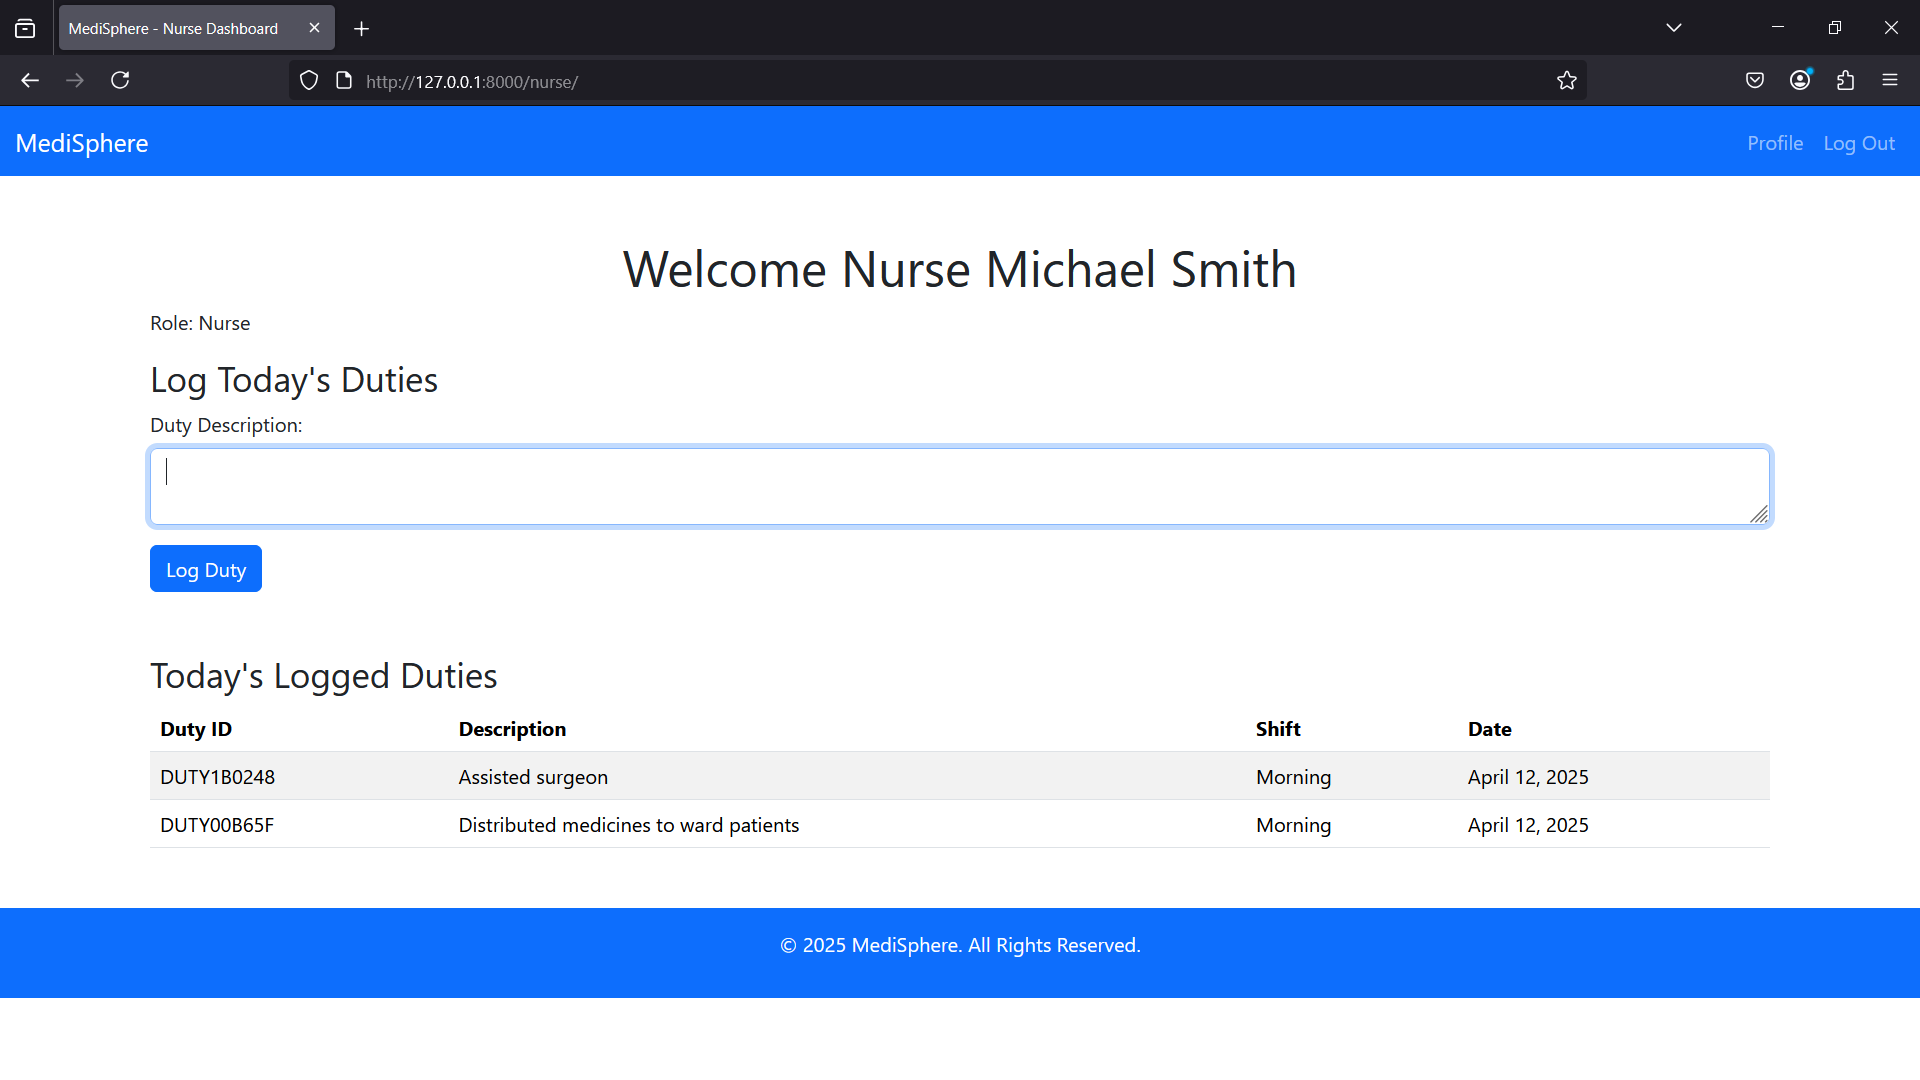 MediSphere - Nurse Dashboard
http://127.0.0.1:8000/nurse/
MediSphere Profile Log Out
Welcome Nurse Michael Smith
Role: Nurse
Log Today's Duties
Duty Description:
Log Duty
Today's Logged Duties
Duty ID Description Shift Date
DUTY1B0248 Assisted surgeon Morning April 12, 2025
DUTY00B65F Distributed medicines to ward patients Morning April 12, 2025
© 2025 MediSphere. All Rights Reserved.